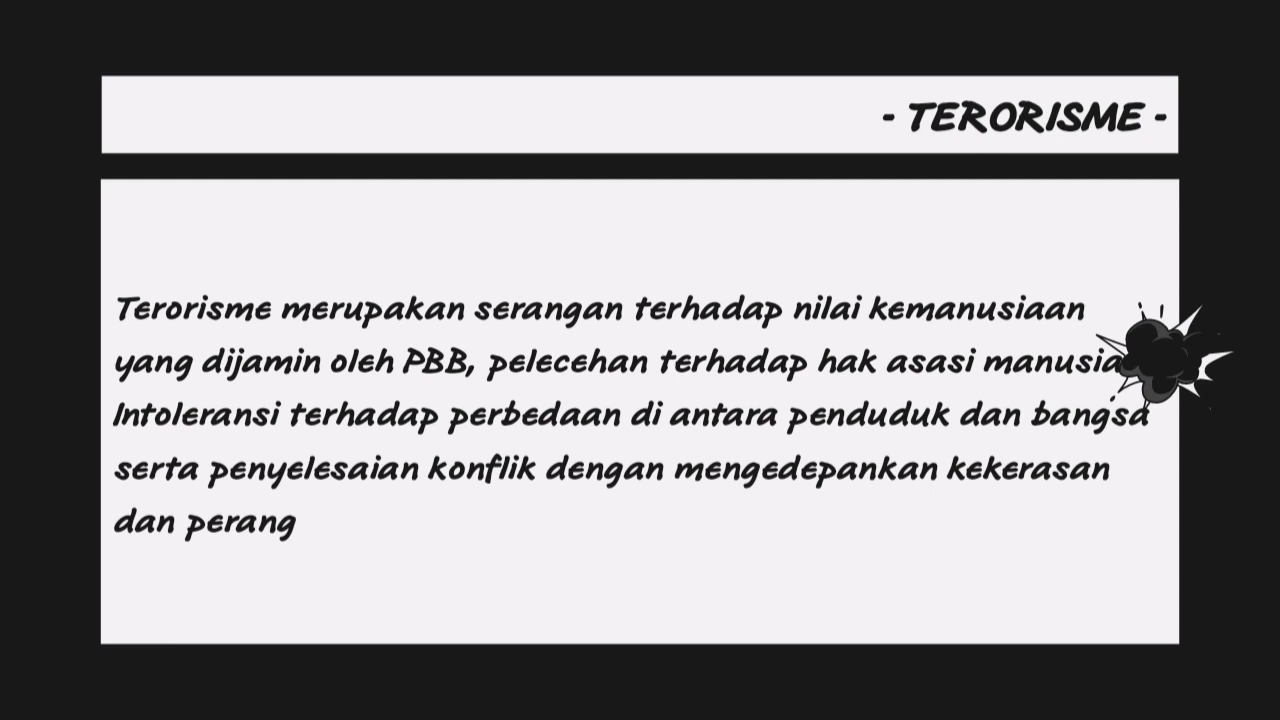 - TERORISME -
Terorisme merupakan serangan terhadap nilai kemanusiaan
yang dijamin oleh PBB, pelecehan terhadap hak asasi manusia
Intoleransi terhadap perbedaan di antara penduduk dan bangsa
serta penyelesaian konflik dengan mengedepankan kekerasan
dan perang